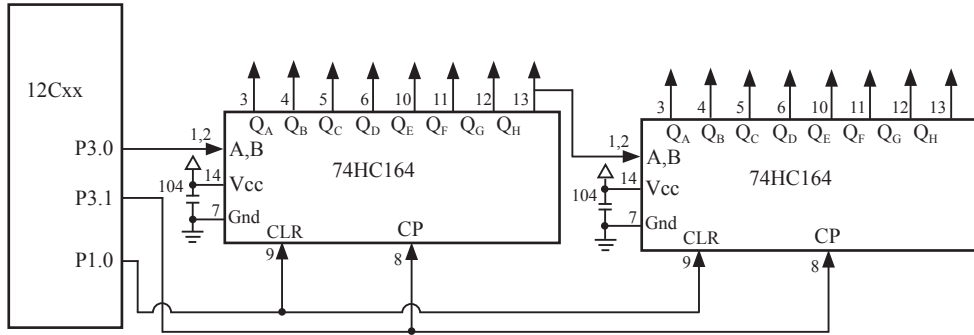 12Cxx
P3.0
P3.1
P1.0
3 4 5 6 10 11 12 13
QA QB QC QD QE QF QG QH
1,2
A,B
74HC164
14
Vcc
104
7
Gnd
CLR
CP
9
8
3 4 5 6 10 11 12 13
QA QB QC QD QE QF QG QH
1,2
A,B
74HC164
14
Vcc
104
7
Gnd
CLR
CP
9
8